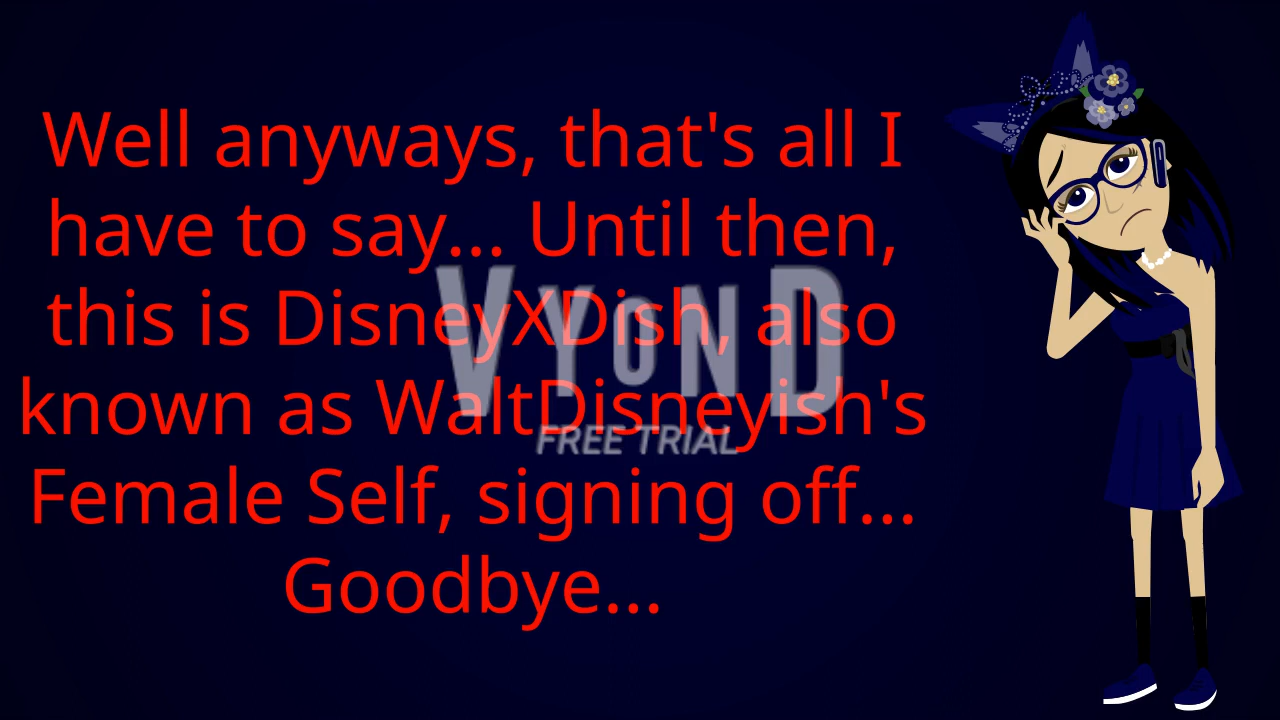 Well anyways, that's all I
have to say... Until then,
this is DisneyXDish, also
known as WaltDisneyish's
Female Self, signing off...
Goodbye...
VYOND
FREE TRIAL